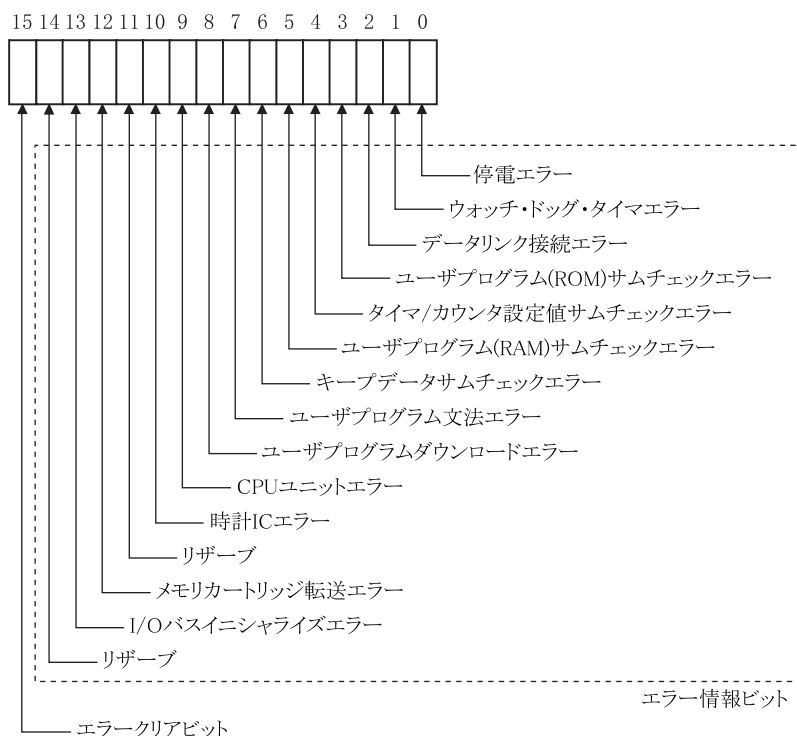 15 14 13 12 11 10 9 8 7 6 5 4 3 2 1 0
停電エラー
ウォッチ・ドッグ・タイマエラー
データリンク接続エラー
ユーザプログラム(ROM)サムチェックエラー
タイマ/カウンタ設定値サムチェックエラー
ユーザプログラム(RAM)サムチェックエラー
キープデータサムチェックエラー
ユーザプログラム文法エラー
ユーザプログラムダウンロードエラー
CPUユニットエラー
時計ICエラー
リザーブ
メモリカートリッジ転送エラー
I/Oバスイニシャライズエラー
リザーブ
エラー情報ビット
エラークリアビット